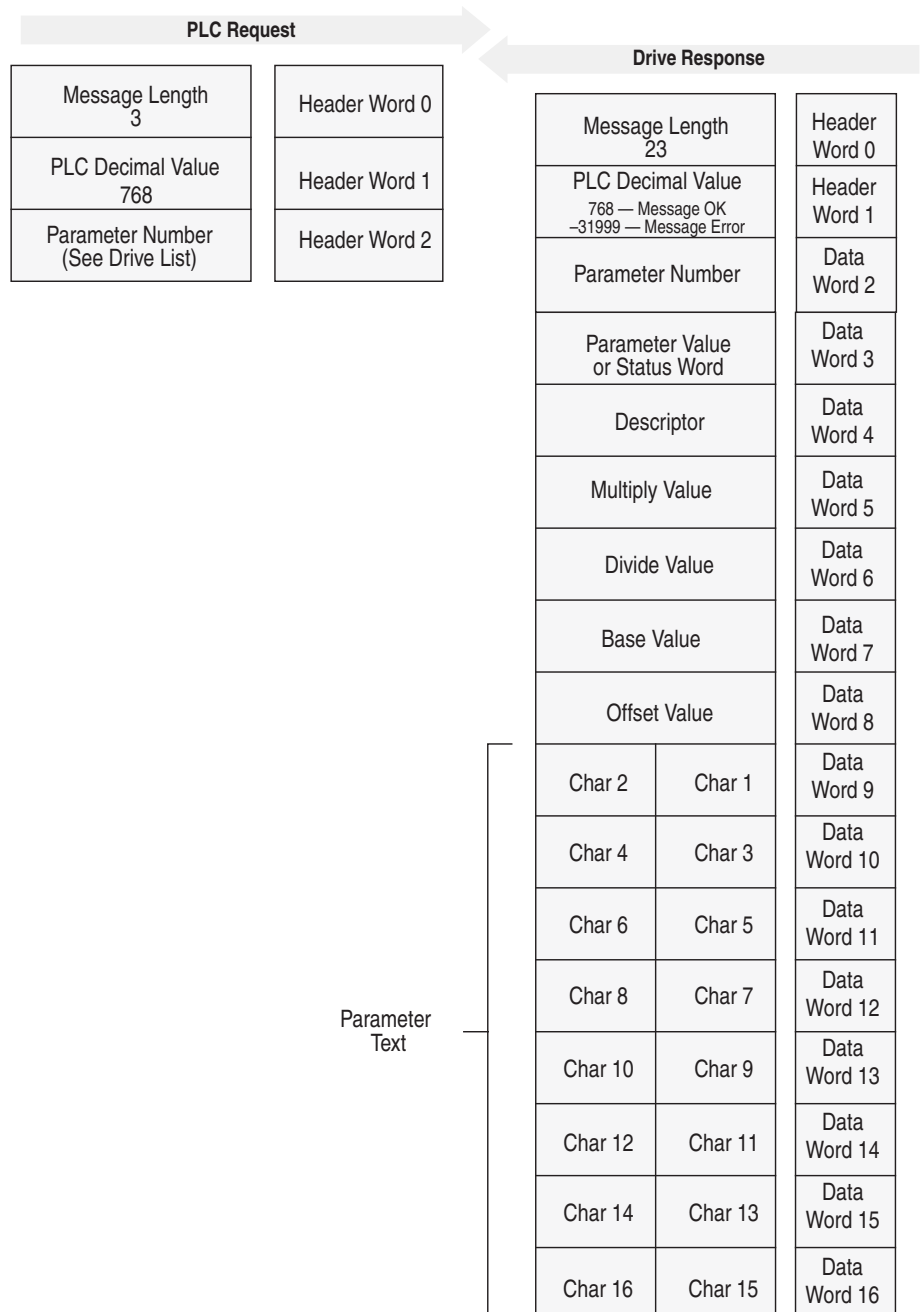 PLC Request
Drive Response
Message Length
3
Header Word 0
PLC Decimal Value
768
Header Word 1
Parameter Number
(See Drive List)
Header Word 2
Message Length
23
Header
Word 0
PLC Decimal Value
768 — Message OK
–31999 — Message Error
Header
Word 1
Parameter Number
Data
Word 2
Parameter Value
or Status Word
Data
Word 3
Descriptor
Data
Word 4
Multiply Value
Data
Word 5
Divide Value
Data
Word 6
Base Value
Data
Word 7
Offset Value
Data
Word 8
Parameter
Text
Char 2 Char 1
Data
Word 9
Char 4 Char 3
Data
Word 10
Char 6 Char 5
Data
Word 11
Char 8 Char 7
Data
Word 12
Char 10 Char 9
Data
Word 13
Char 12 Char 11
Data
Word 14
Char 14 Char 13
Data
Word 15
Char 16 Char 15
Data
Word 16